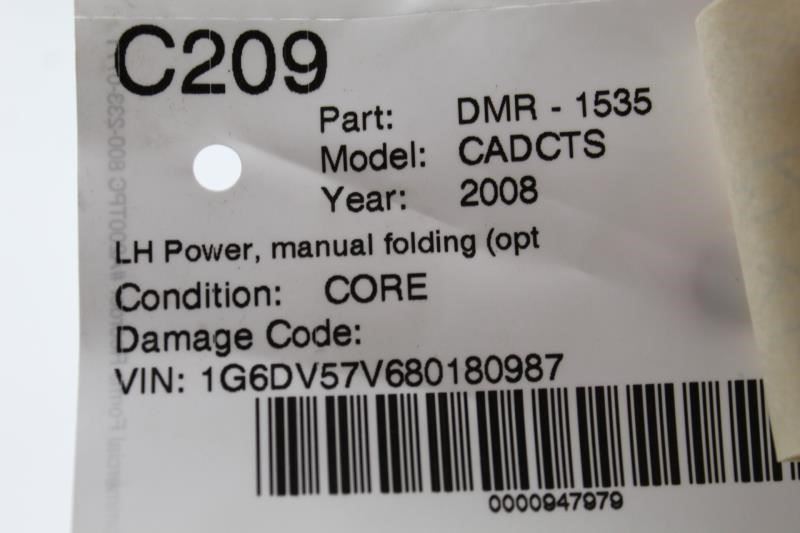 C209
Part: DMR - 1535
Model: CADCTS
Year: 2008
LH Power, manual folding (opt
Condition: CORE
Damage Code:
VIN: 1G6DV57V680180987
0000947979